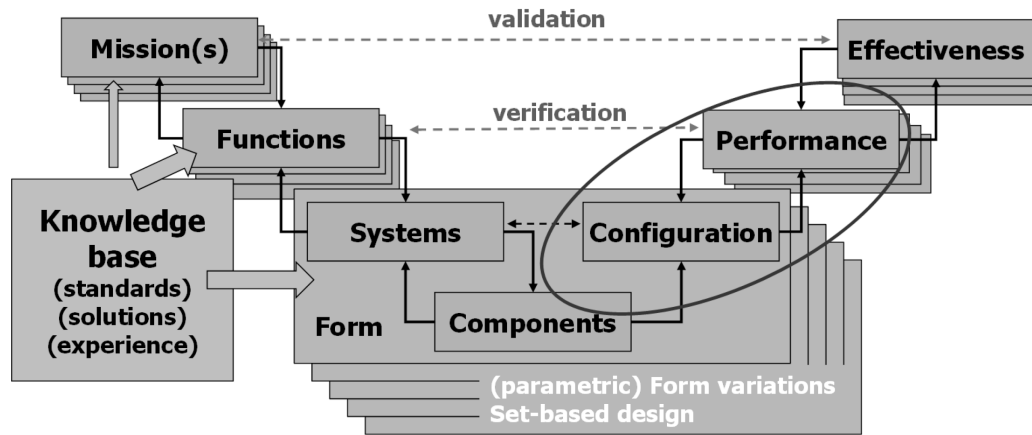 validation
Mission(s)
Effectiveness
verification
Functions
Performance
Knowledge
base
(standards)
(solutions)
(experience)
Systems
Configuration
Form
Components
(parametric) Form variations
Set-based design